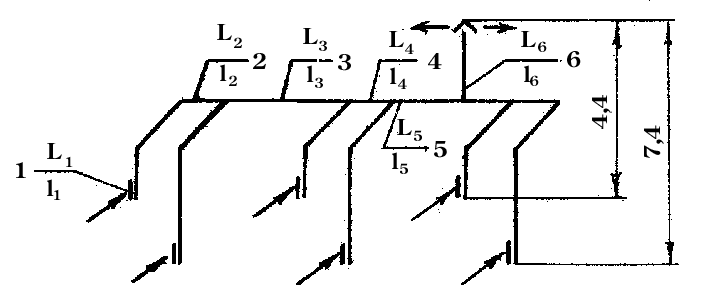 L₂ 2
l₂
L₃ 3
l₃
L₄ 4
l₄
L₆ 6
l₆
L₅ 5
l₅
1 L₁
l₁
4,4
7,4